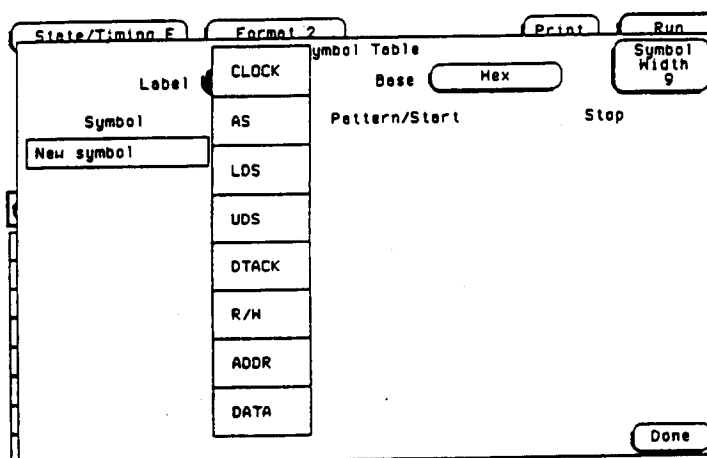 State/Timing E Format 2 Print Run
ymbol Table
Symbol Width 9
Label
CLOCK
Base Hex
Symbol
AS
Pattern/Start Stop
New symbol
LDS
UDS
DTACK
R/W
ADDR
DATA
Done